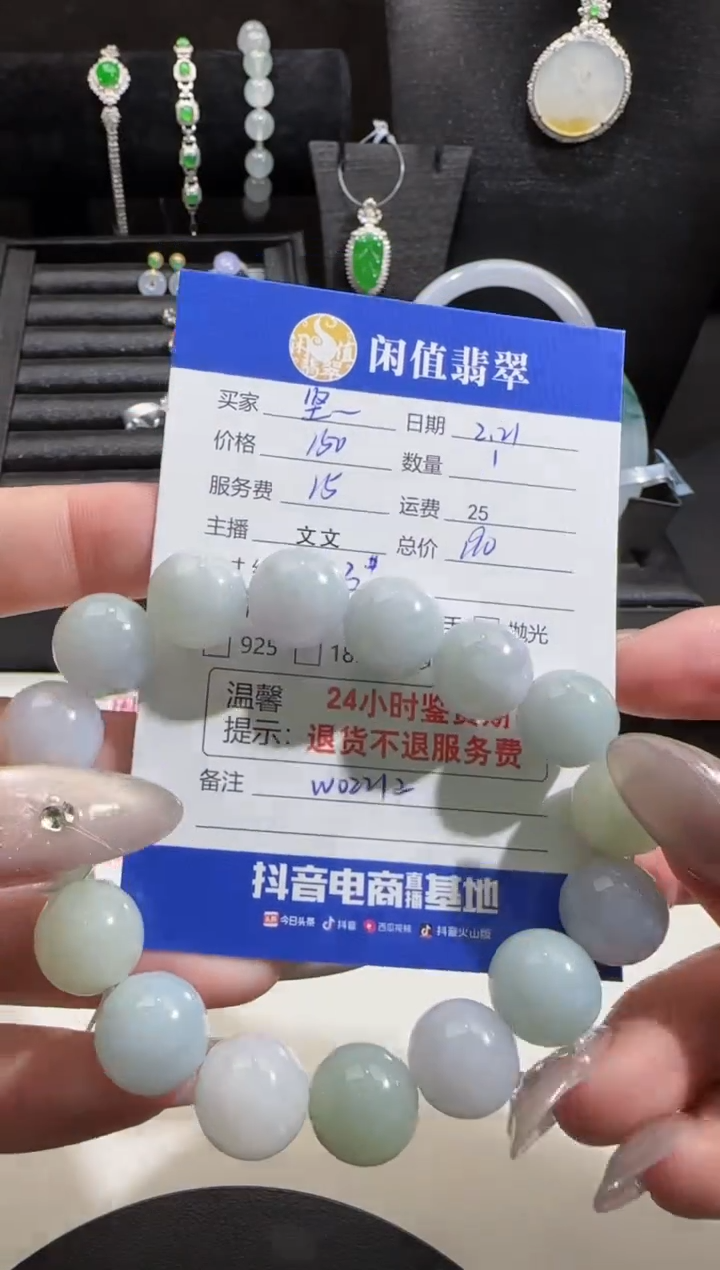 闲值翡翠
买家 坚一 日期 2.21
价格 150 数量 1
服务费 15 运费 25
主播 文文 总价 190
抛光
925 18
温馨 24小时鉴赏期
提示: 退货不退服务费
备注 W02212
抖音电商直播基地
今日头条 抖音 西瓜视频 抖音火山版